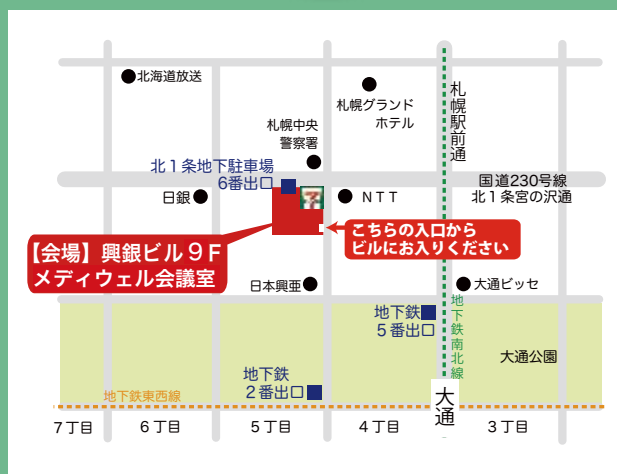 北海道放送
札幌グランド
ホテル
札幌駅前通
札幌中央
警察署
北1条地下駐車場
6番出口
国道230号線
北1条宮の沢通
日銀
7
NTT
こちらの入口から
ビルにお入りください
【会場】興銀ビル9F
メディウェル会議室
日本興亜
大通ビッセ
地下鉄
5番出口
地下鉄南北線
大通公園
地下鉄
2番出口
地下鉄東西線
大通
7丁目
6丁目
5丁目
4丁目
3丁目